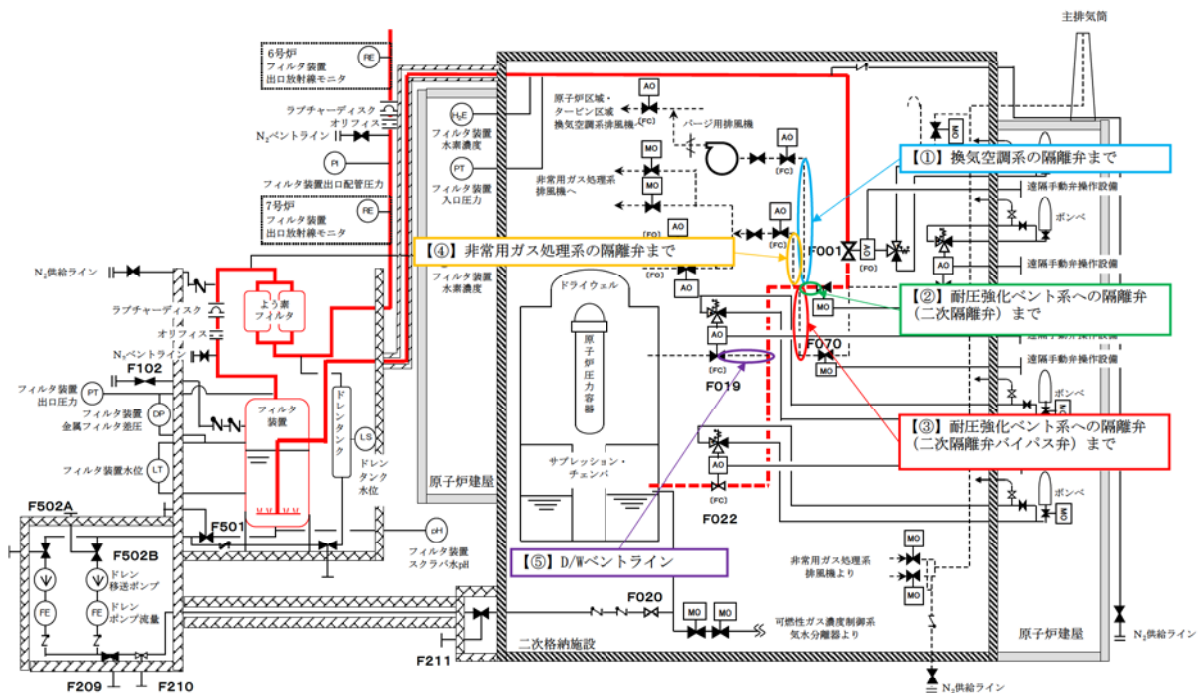 主排気筒
6号炉
フィルタ装置
出口放射線モニタ
RE
ラプチャーディスク
オリフィス
N₂ベントライン
PI
フィルタ装置出口配管圧力
7号炉
フィルタ装置
出口放射線モニタ
RE
H₂E
フィルタ装置
水素濃度
PT
フィルタ装置
入口圧力
原子炉区域・
タービン区域
換気空調系排風機へ
AO
(FC)
パージ用排風機
AO
(FC)
MO
MO
非常用ガス処理系
排風機へ
AO
(FC)
AO
(FO)
MO
【①】換気空調系の隔離弁まで
遠隔手動弁操作設備
ボンベ
【④】非常用ガス処理系の隔離弁まで
F001
AO
(FO)
AO
遠隔手動弁操作設備
フィルタ装置
水素濃度
(FO)
AO
【②】耐圧強化ベント系への隔離弁
(二次隔離弁)まで
MO
F070
MO
遠隔手動弁操作設備
N₂供給ライン
よう素
フィルタ
ラプチャーディスク
オリフィス
N₂ベントライン
F102
PT
フィルタ装置
出口圧力
DP
フィルタ装置
金属フィルタ差圧
フィルタ装置水位
LT
フィルタ
装置
ドレンタンク
LS
ドレン
タンク
水位
原子炉建屋
ドライウェル
原子炉圧力容器
サプレッション・
チェンバ
AO
(FC)
F019
ボンベ
MO
【③】耐圧強化ベント系への隔離弁
(二次隔離弁バイパス弁)まで
AO
(FC)
F022
ボンベ
MO
【⑤】D/Wベントライン
F502A
F501
F502B
pH
フィルタ装置
スクラバ水pH
ドレン
移送ポンプ
FE
FE
ドレン
ポンプ流量
F209
F210
F211
F020
MO
MO
可燃性ガス濃度制御系
気水分離器より
非常用ガス処理系
排風機より
MO
MO
二次格納施設
原子炉建屋
N₂供給ライン
N₂供給ライン